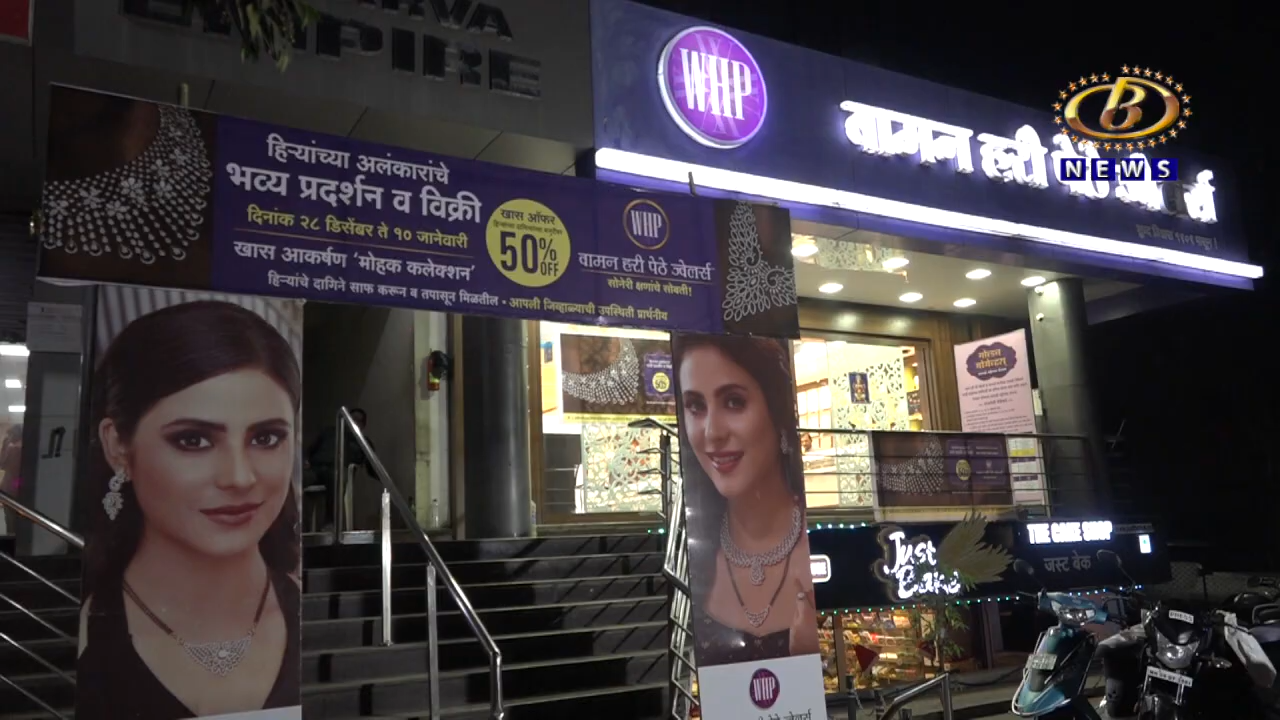 EMPIRE
WHP
वामन हरी पेठे
B
NEWS
हिऱ्यांच्या अलंकारांचे
भव्य प्रदर्शन व विक्री
दिनांक २८ डिसेंबर ते १० जानेवारी
खास आकर्षण 'मोहक कलेक्शन'
हिऱ्यांचे दागिने साफ करून व तपासून मिळतील • आपली जिव्हाळ्याची उपस्थिती प्रार्थनीय
खास ऑफर
50% OFF
WHP
वामन हरी पेठे ज्वेलर्स
सोनेरी क्षणांचे सोबती!
Just
Bake
THE CAKE SHOP
जस्ट बेक
WHP